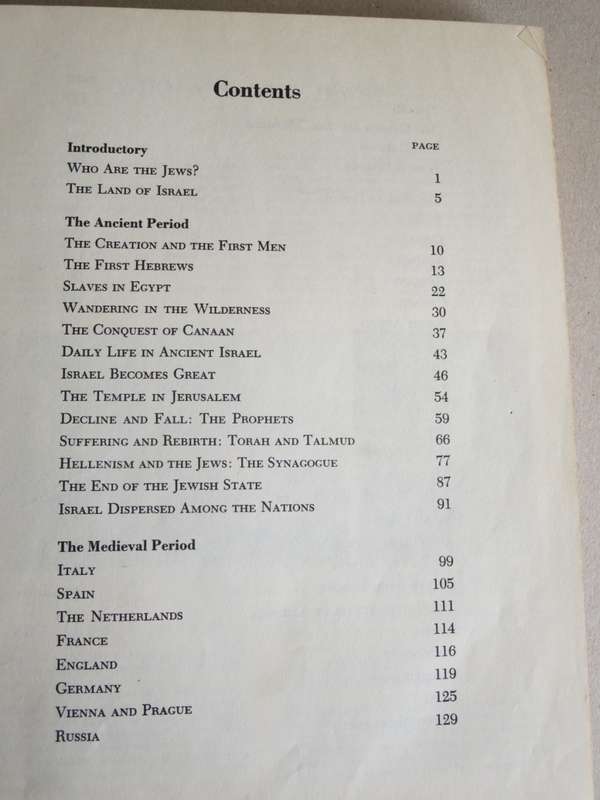 Contents
Introductory PAGE
Who Are the Jews? 1
The Land of Israel 5
The Ancient Period
The Creation and the First Men 10
The First Hebrews 13
Slaves in Egypt 22
Wandering in the Wilderness 30
The Conquest of Canaan 37
Daily Life in Ancient Israel 43
Israel Becomes Great 46
The Temple in Jerusalem 54
Decline and Fall: The Prophets 59
Suffering and Rebirth: Torah and Talmud 66
Hellenism and the Jews: The Synagogue 77
The End of the Jewish State 87
Israel Dispersed Among the Nations 91
The Medieval Period
Italy 99
Spain 105
The Netherlands 111
France 114
England 116
Germany 119
Vienna and Prague 125
Russia 129